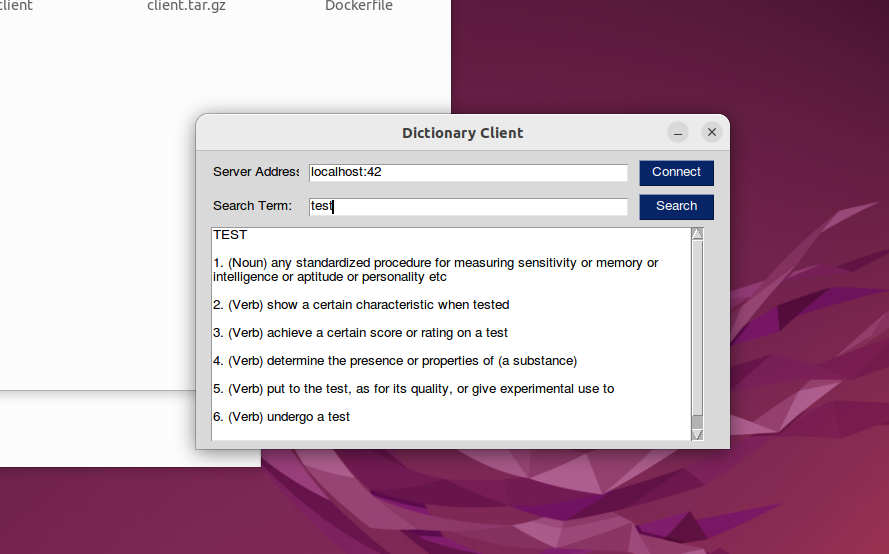 client
client.tar.gz
Dockerfile
Dictionary Client
Server Address
localhost:42
Connect
Search Term:
test
Search
TEST
1. (Noun) any standardized procedure for measuring sensitivity or memory or
intelligence or aptitude or personality etc
2. (Verb) show a certain characteristic when tested
3. (Verb) achieve a certain score or rating on a test
4. (Verb) determine the presence or properties of (a substance)
5. (Verb) put to the test, as for its quality, or give experimental use to
6. (Verb) undergo a test